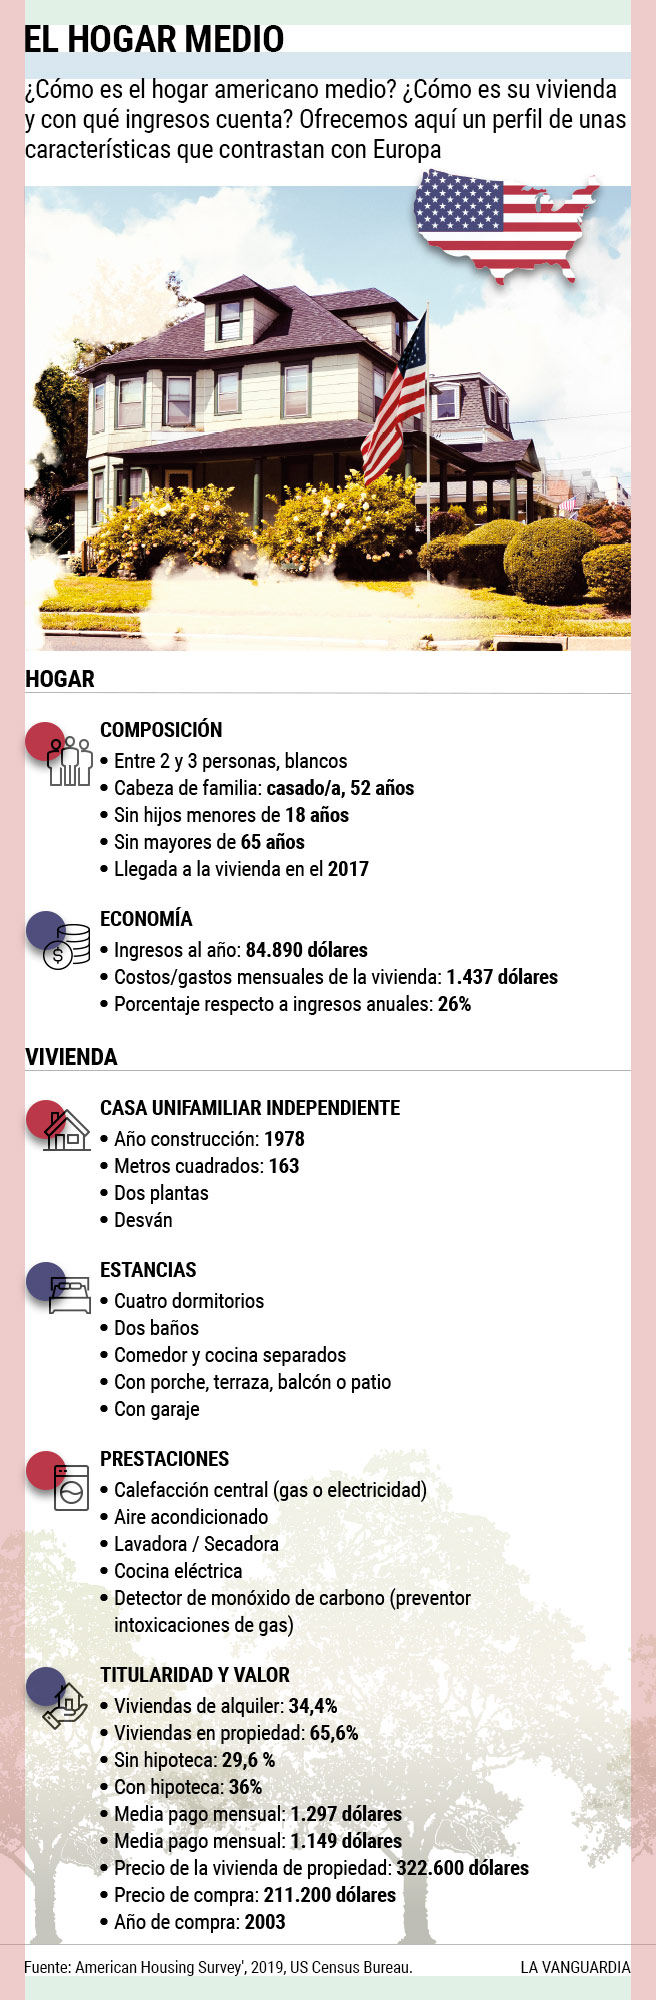 EL HOGAR MEDIO
¿Cómo es el hogar americano medio? ¿Cómo es su vivienda
y con qué ingresos cuenta? Ofrecemos aquí un perfil de unas
características que contrastan con Europa
HOGAR
COMPOSICIÓN
• Entre 2 y 3 personas, blancos
• Cabeza de familia: casado/a, 52 años
• Sin hijos menores de 18 años
• Sin mayores de 65 años
• Llegada a la vivienda en el 2017
$
ECONOMÍA
• Ingresos al año: 84.890 dólares
• Costos/gastos mensuales de la vivienda: 1.437 dólares
• Porcentaje respecto a ingresos anuales: 26%
VIVIENDA
CASA UNIFAMILIAR INDEPENDIENTE
• Año construcción: 1978
• Metros cuadrados: 163
• Dos plantas
• Desván
ESTANCIAS
• Cuatro dormitorios
• Dos baños
• Comedor y cocina separados
• Con porche, terraza, balcón o patio
• Con garaje
PRESTACIONES
• Calefacción central (gas o electricidad)
• Aire acondicionado
• Lavadora / Secadora
• Cocina eléctrica
• Detector de monóxido de carbono (preventor
intoxicaciones de gas)
TITULARIDAD Y VALOR
• Viviendas de alquiler: 34,4%
• Viviendas en propiedad: 65,6%
• Sin hipoteca: 29,6 %
• Con hipoteca: 36%
• Media pago mensual: 1.297 dólares
• Media pago mensual: 1.149 dólares
• Precio de la vivienda de propiedad: 322.600 dólares
• Precio de compra: 211.200 dólares
• Año de compra: 2003
Fuente: American Housing Survey', 2019, US Census Bureau.
LA VANGUARDIA